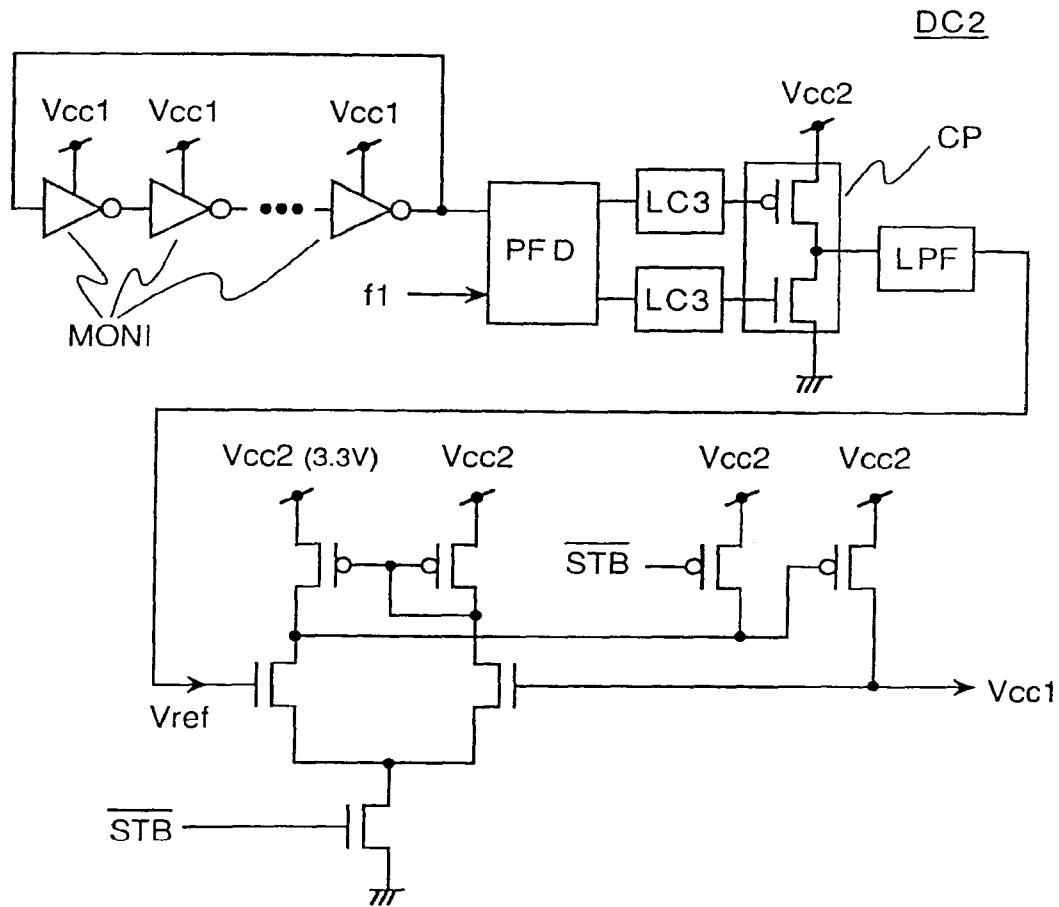 DC2
Vcc1 Vcc1 Vcc1 Vcc2
CP
LC3
PFD LPF
f1 LC3
MONI
Vcc2 (3.3V) Vcc2 Vcc2 Vcc2
STB
Vref Vcc1
STB